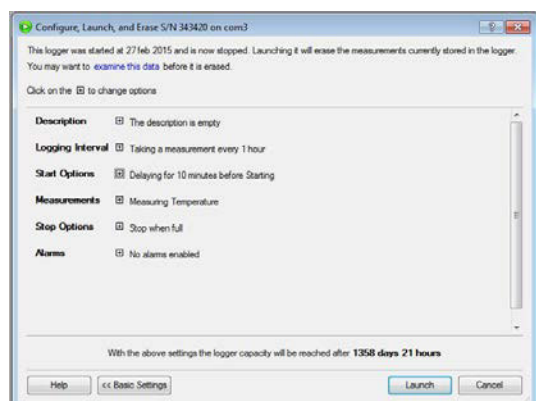 Configure, Launch, and Erase S/N 343420 on com3
This logger was started at 27 feb 2015 and is now stopped. Launching it will erase the measurements currently stored in the logger.
You may want to examine this data before it is erased.
Click on the + to change options
Description + The description is empty
Logging Interval + Taking a measurement every 1 hour
Start Options + Delaying for 10 minutes before Starting
Measurements + Measuring Temperature
Stop Options + Stop when full
Alarms + No alarms enabled
With the above settings the logger capacity will be reached after 1358 days 21 hours
Help << Basic Settings Launch Cancel